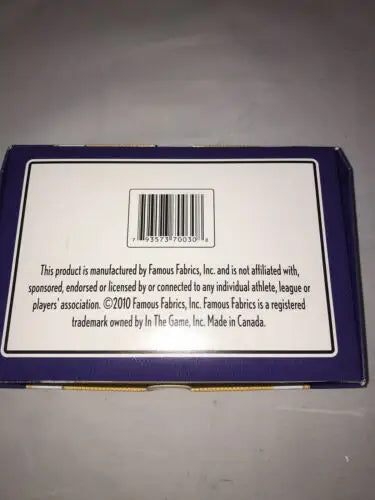 7 93573 70030 8
This product is manufactured by Famous Fabrics, Inc. and is not affiliated with,
sponsored, endorsed or licensed by or connected to any individual athlete, league or
players' association. ©2010 Famous Fabrics, Inc. Famous Fabrics is a registered
trademark owned by In The Game, Inc. Made in Canada.